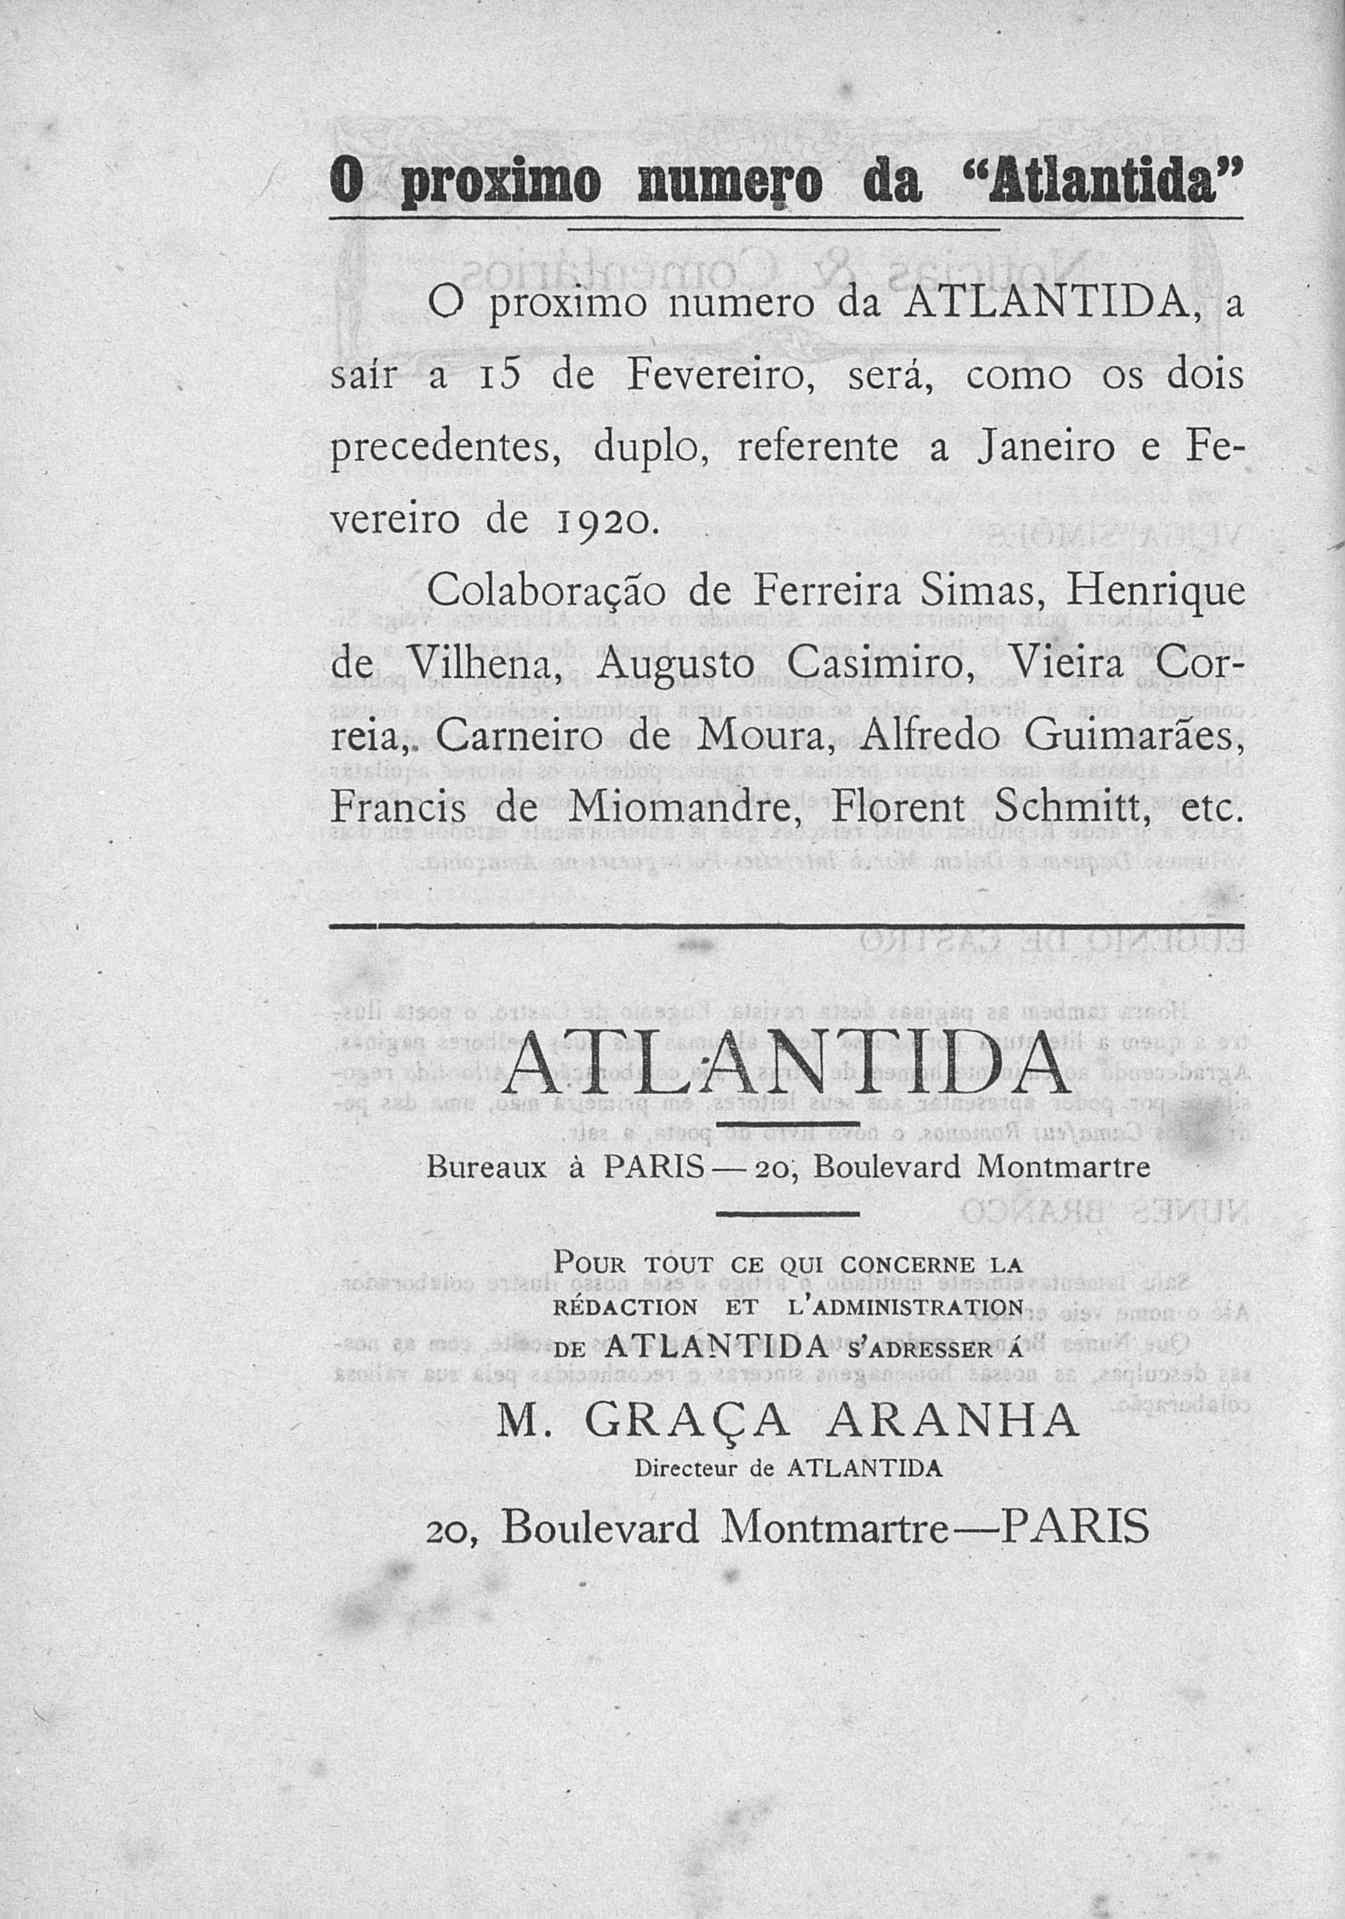 O proximo numero da “Atlantida”
O proximo numero da ATLANTIDA, a
saír a 15 de Fevereiro, será, como os dois
precedentes, duplo, referente a Janeiro e Fe-
vereiro de 1920.
Colaboração de Ferreira Simas, Henrique
de Vilhena, Augusto Casimiro, Vieira Cor-
reia, Carneiro de Moura, Alfredo Guimarães,
Francis de Miomandre, Florent Schmitt, etc.
ATLANTIDA
Bureaux à PARIS — 20, Boulevard Montmartre
POUR TOUT CE QUI CONCERNE LA
RÉDACTION ET L'ADMINISTRATION
DE ATLANTIDA S'ADRESSER Á
M. GRAÇA ARANHA
Directeur de ATLANTIDA
20, Boulevard Montmartre—PARIS